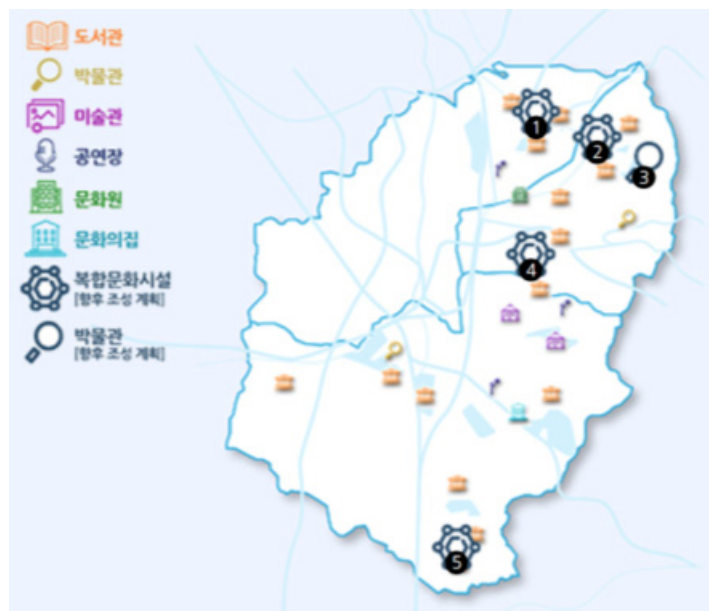 도서관
박물관
미술관
공연장
문화원
문화의집
복합문화시설
[향후 조성 계획]
박물관
[향후 조성 계획]
1
2
3
4
5